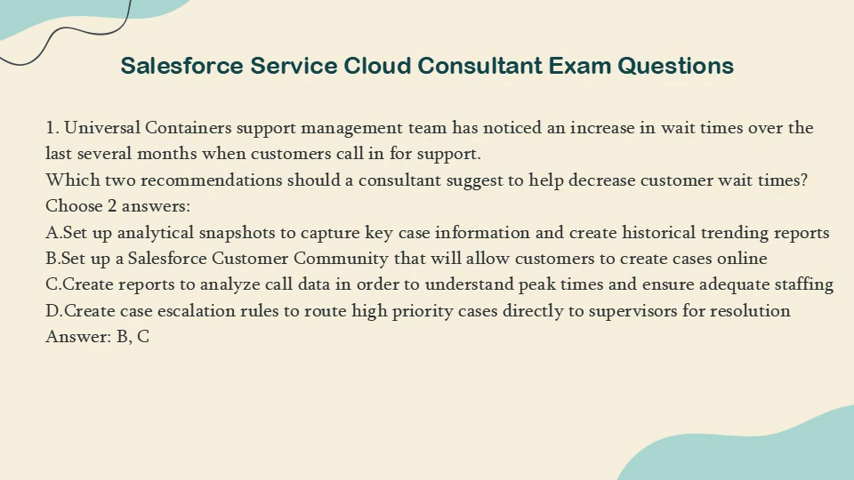 Salesforce Service Cloud Consultant Exam Questions
1. Universal Containers support management team has noticed an increase in wait times over the
last several months when customers call in for support.
Which two recommendations should a consultant suggest to help decrease customer wait times?
Choose 2 answers:
A.Set up analytical snapshots to capture key case information and create historical trending reports
B.Set up a Salesforce Customer Community that will allow customers to create cases online
C.Create reports to analyze call data in order to understand peak times and ensure adequate staffing
D.Create case escalation rules to route high priority cases directly to supervisors for resolution
Answer: B, C